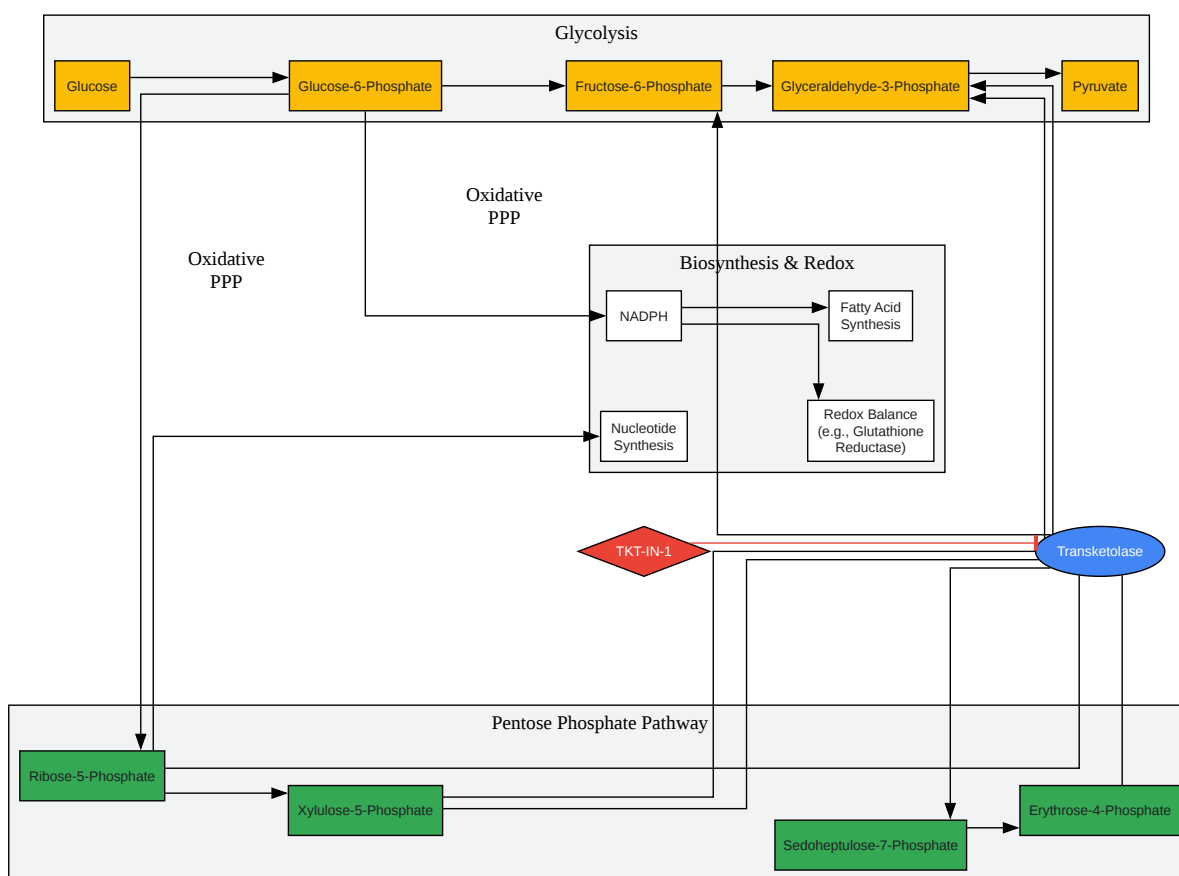 Glycolysis
Glucose
Glucose-6-Phosphate
Fructose-6-Phosphate
Glyceraldehyde-3-Phosphate
Pyruvate
Oxidative
PPP
Oxidative
PPP
Biosynthesis & Redox
NADPH
Fatty Acid
Synthesis
Nucleotide
Synthesis
Redox Balance
(e.g., Glutathione
Reductase)
TKT-IN-1
Transketolase
Pentose Phosphate Pathway
Ribose-5-Phosphate
Xylulose-5-Phosphate
Erythrose-4-Phosphate
Sedoheptulose-7-Phosphate